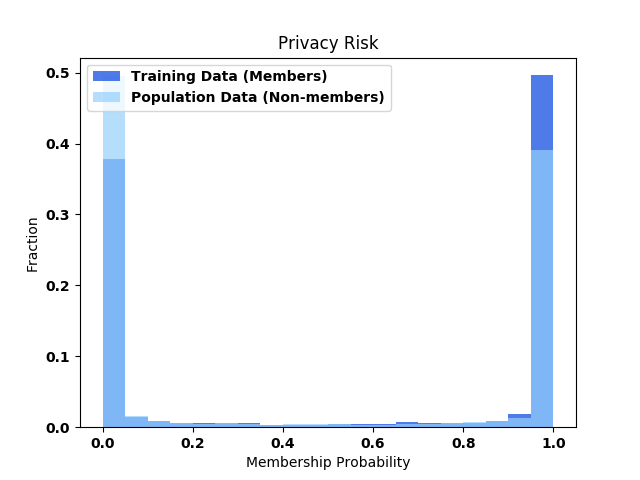 Privacy Risk
Training Data (Members)
Population Data (Non-members)
0.5
0.4
0.3
0.2
0.1
0.0
Fraction
0.0 0.2 0.4 0.6 0.8 1.0
Membership Probability